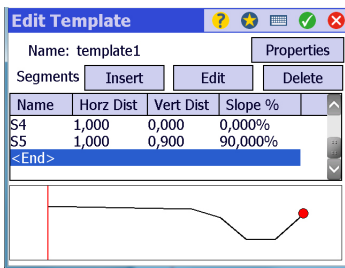 Edit Template ?
Name: template1 Properties
Segments Insert Edit Delete
Name Horz Dist Vert Dist Slope %
S4 1,000 0,000 0,000%
S5 1,000 0,900 90,000%
<End>